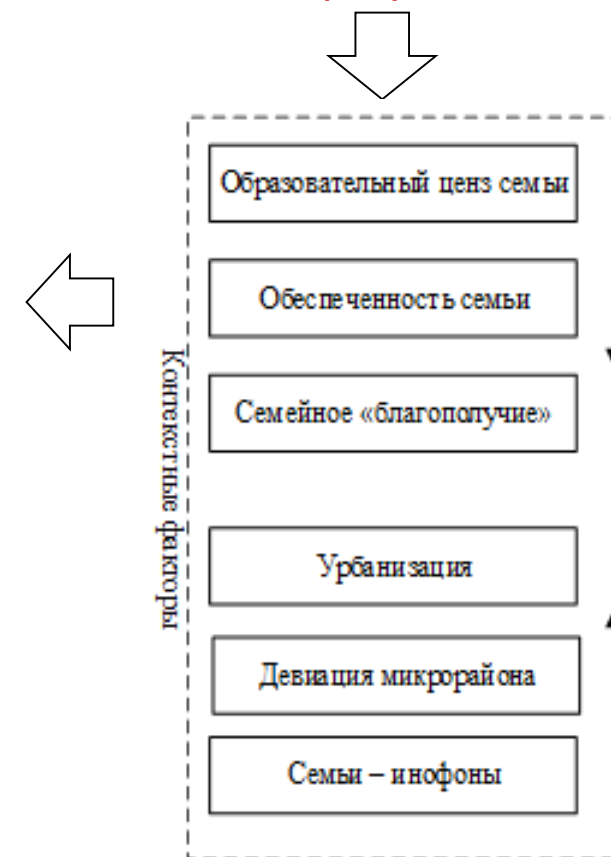 Образовательный ценз семьи
Обеспеченность семьи
Семейное «благополучие»
Контекстные факторы
Урбанизация
Девиация микрорайона
Семьи – инофоны